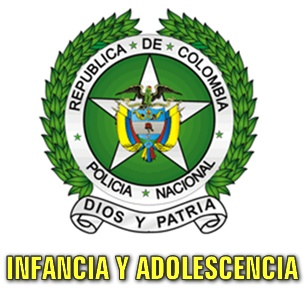 REPUBLICA DE COLOMBIA
POLICIA NACIONAL
DIOS Y PATRIA
INFANCIA Y ADOLESCENCIA